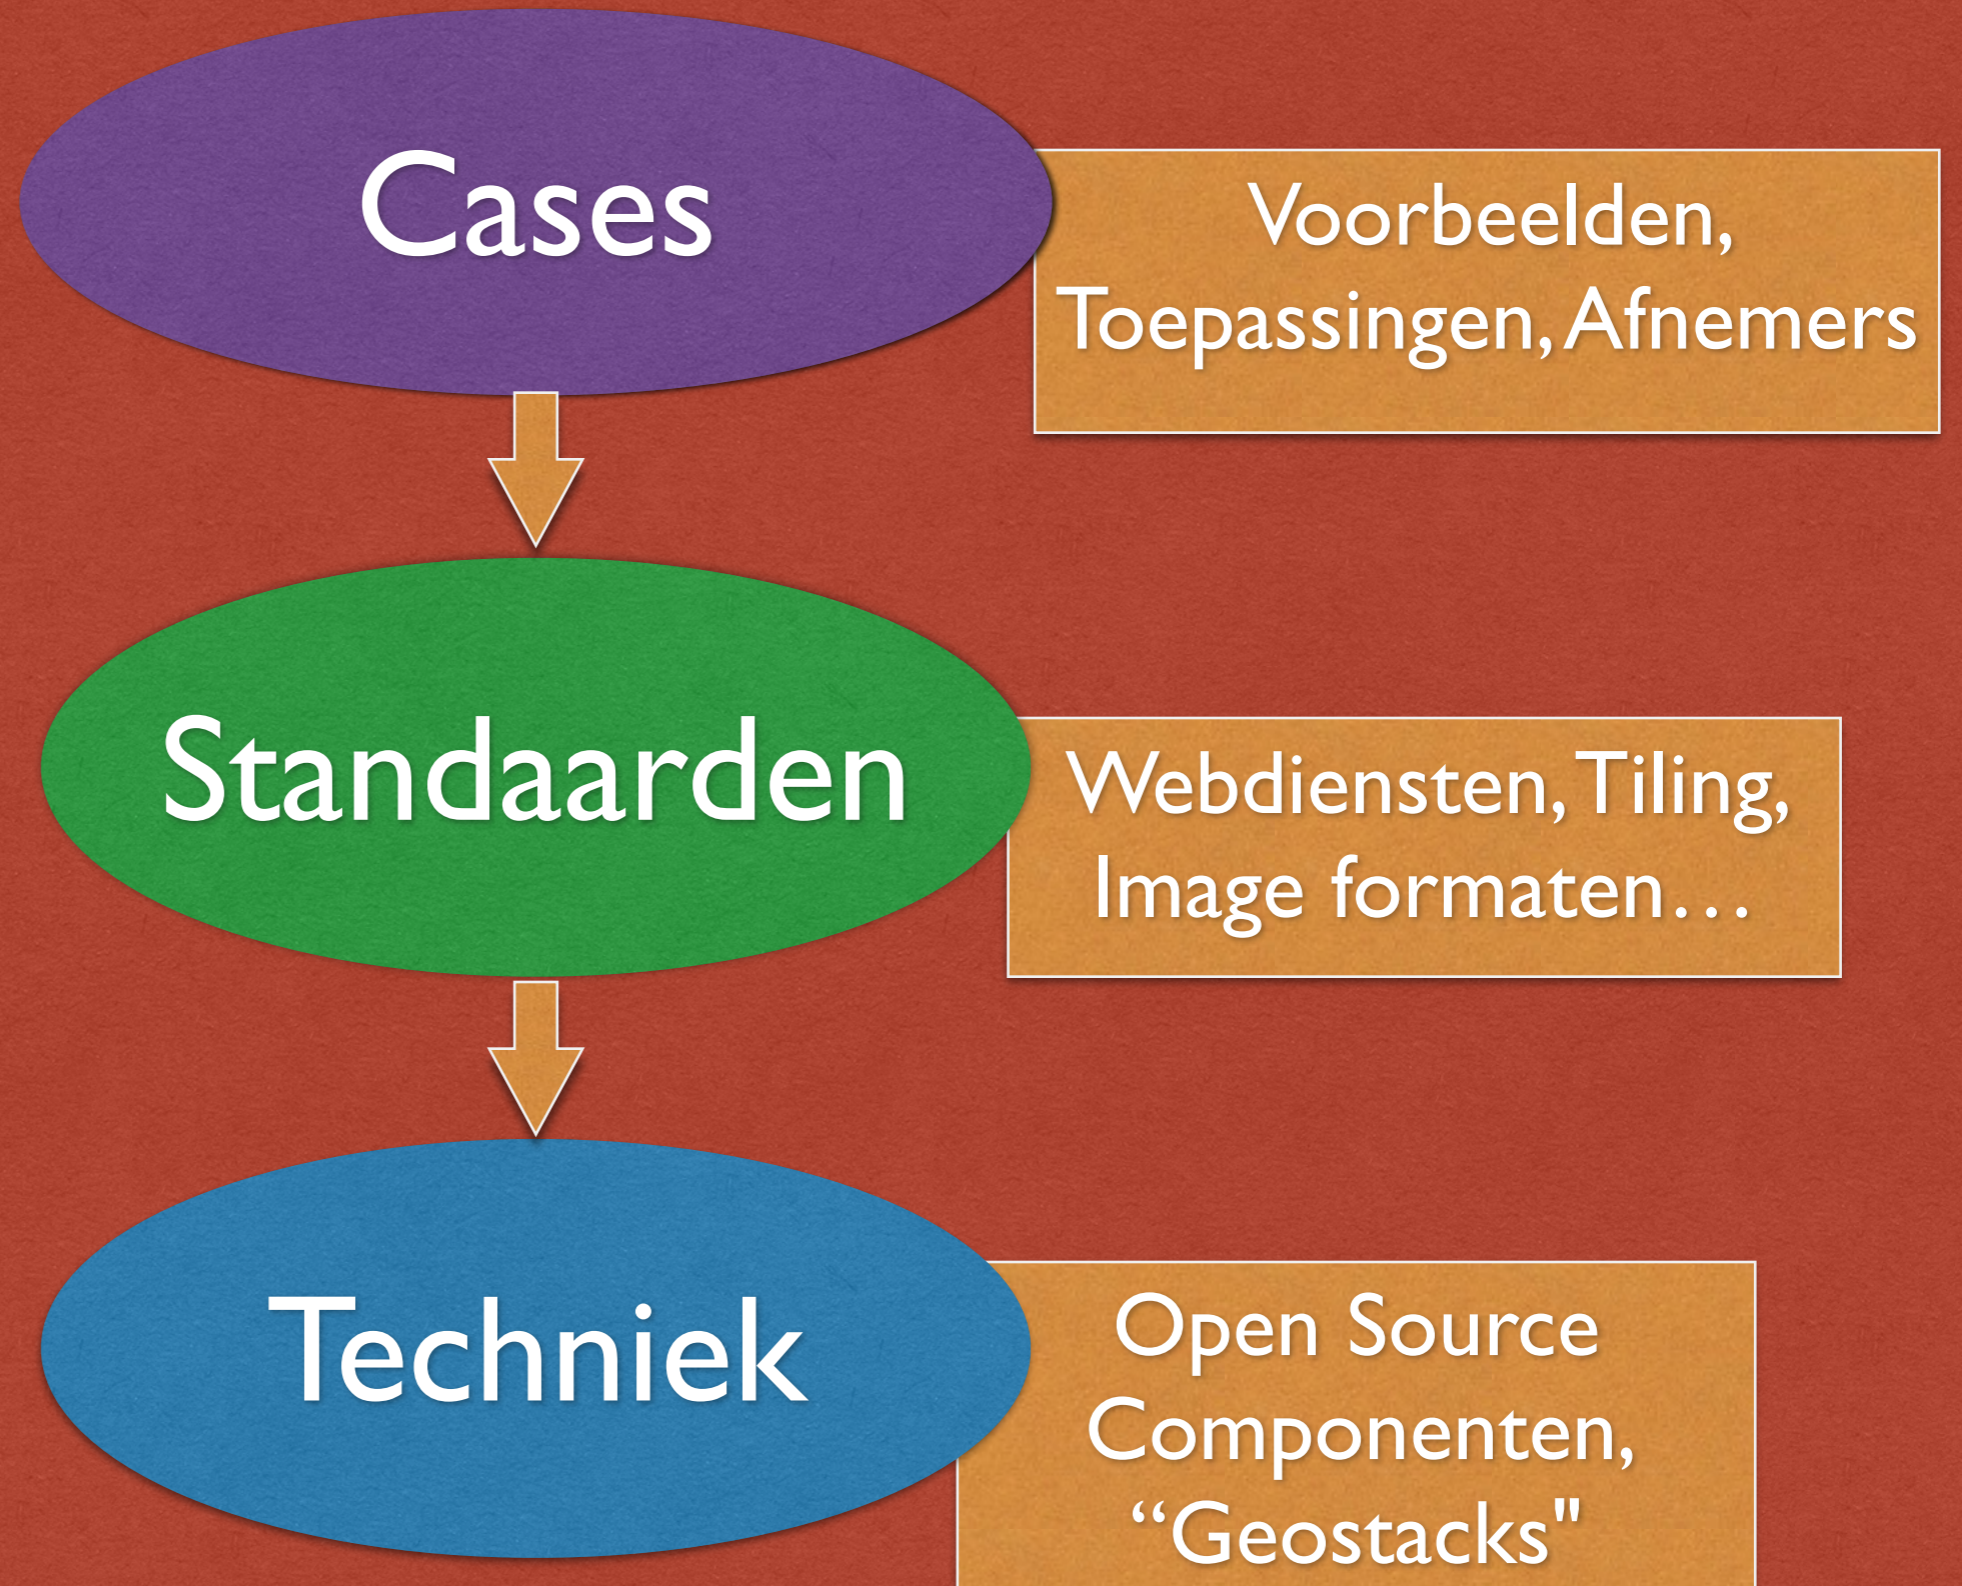 Cases
Voorbeelden,
Toepassingen, Afnemers
Standaarden
Webdiensten, Tiling,
Image formaten…
Techniek
Open Source
Componenten,
“Geostacks"